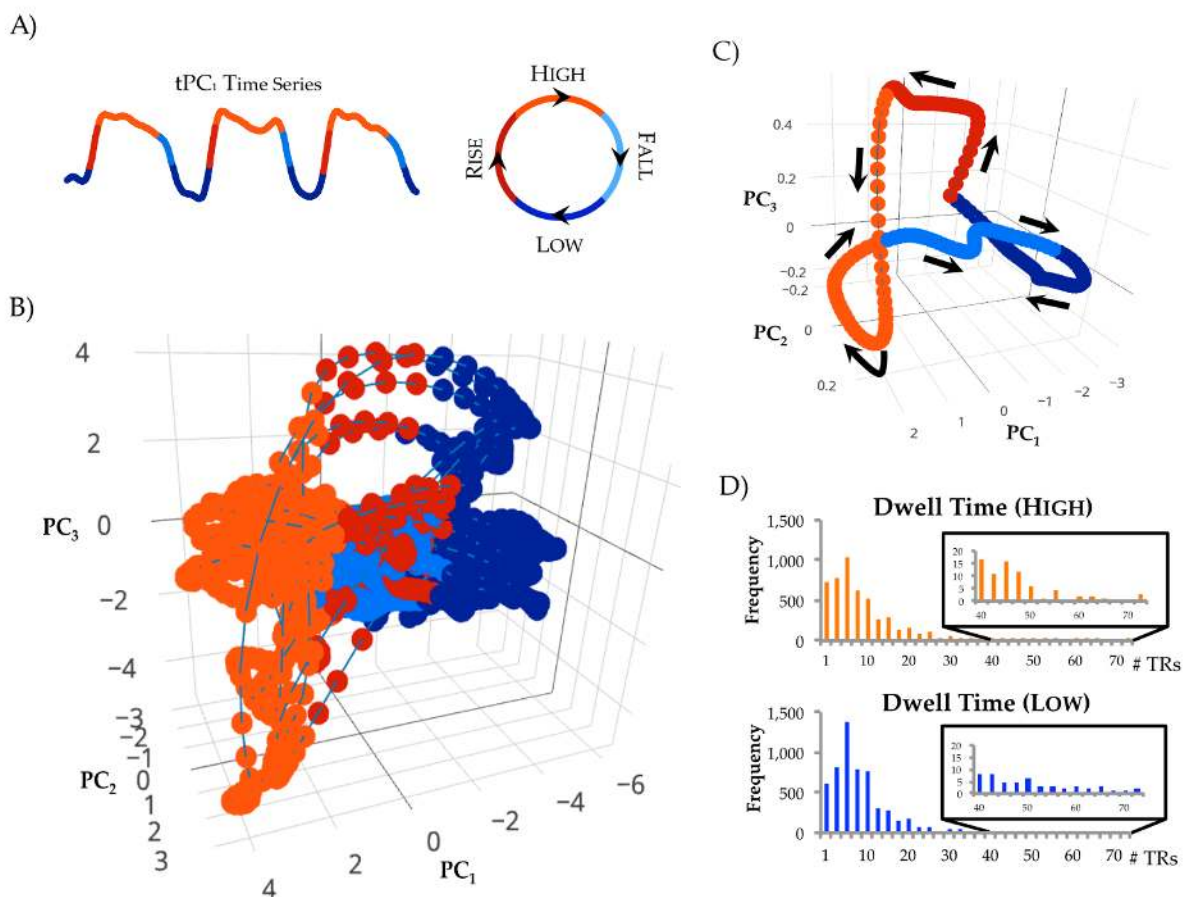 A)
tPC₁ Time Series
HIGH
RISE
FALL
LOW
B)
4
2
PC₃ 0
−2
−4
−3
−2
−1
PC₂ 0
1
2
3
4
2
0
−2
−4
−6
PC₁
C)
0.4
0.2
PC₃
0
−0.2
−0.2
PC₂ 0
0.2
2
1
0
−1
−2
−3
PC₁
D)
Dwell Time (HIGH)
Frequency
1,500
1,000
500
0
1 10 20 30 40 50 60 70 # TRs
20
15
10
5
0
40 50 60 70
Dwell Time (LOW)
Frequency
1,500
1,000
500
0
1 10 20 30 40 50 60 70 # TRs
20
15
10
5
0
40 50 60 70